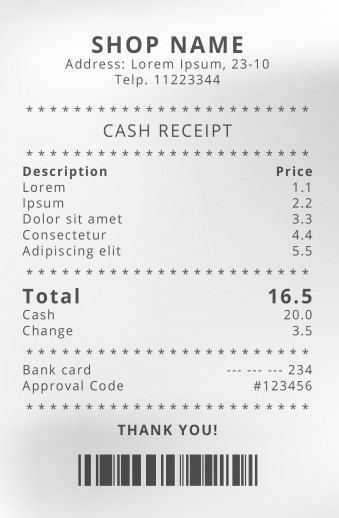 SHOP NAME
Address: Lorem Ipsum, 23-10
Telp. 11223344
* * * * * * * * * * * * * * * * * * * * * * * *
CASH RECEIPT
* * * * * * * * * * * * * * * * * * * * * * * *
Description Price
Lorem 1.1
Ipsum 2.2
Dolor sit amet 3.3
Consectetur 4.4
Adipiscing elit 5.5
* * * * * * * * * * * * * * * * * * * * * * * *
Total 16.5
Cash 20.0
Change 3.5
* * * * * * * * * * * * * * * * * * * * * * * *
Bank card --- --- --- 234
Approval Code #123456
* * * * * * * * * * * * * * * * * * * * * * * *
THANK YOU!